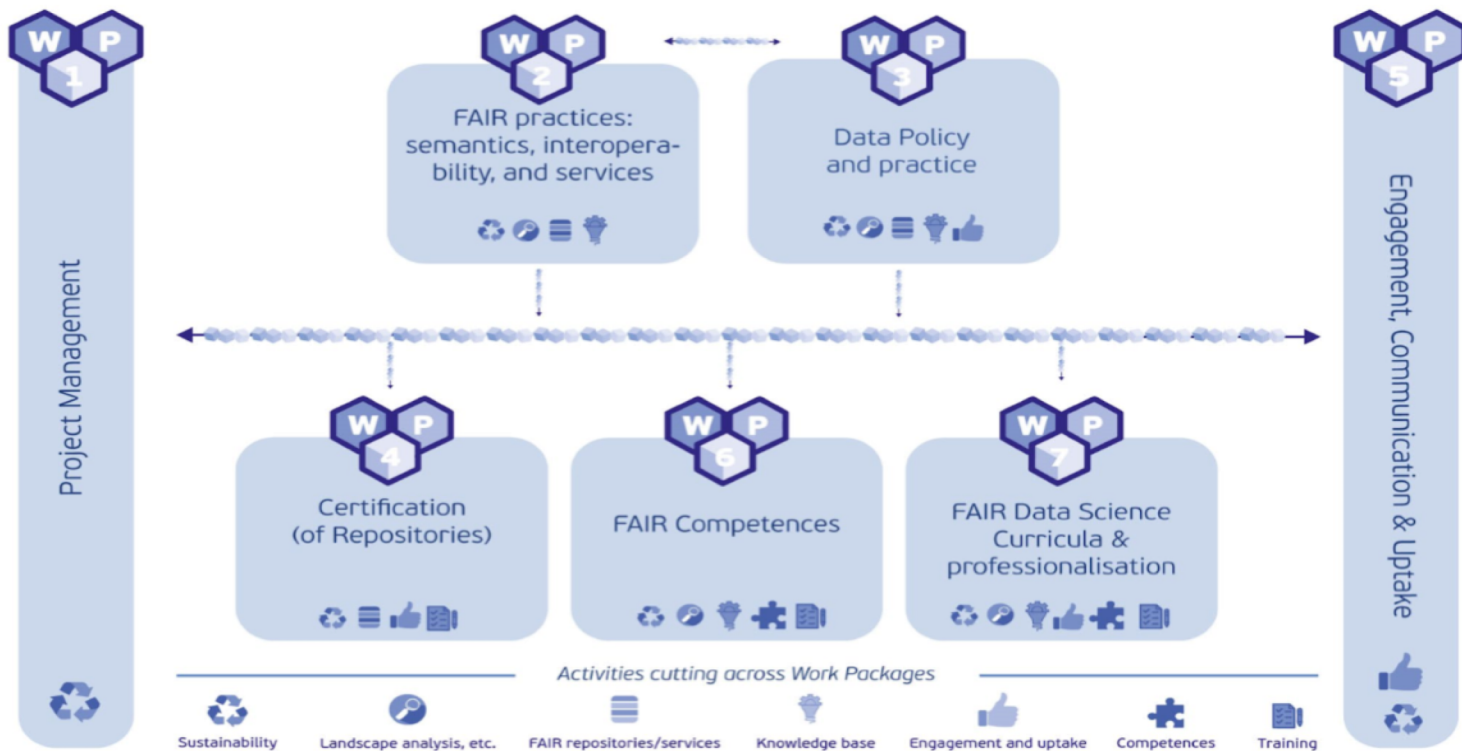 W P
1
Project Management
W P
2
FAIR practices:
semantics, interopera-
bility, and services
W P
3
Data Policy
and practice
W P
4
Certification
(of Repositories)
W P
6
FAIR Competences
W P
7
FAIR Data Science
Curricula &
professionalisation
W P
5
Engagement, Communication & Uptake
Activities cutting across Work Packages
Sustainability
Landscape analysis, etc.
FAIR repositories/services
Knowledge base
Engagement and uptake
Competences
Training